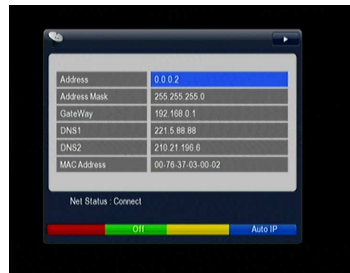 Address 0.0.0.2
Address Mask 255.255.255.0
GateWay 192.168.0.1
DNS1 221.5.88.88
DNS2 210.21.196.6
MAC Address 00-76-37-03-00-02
Net Status : Connect
Off Auto IP